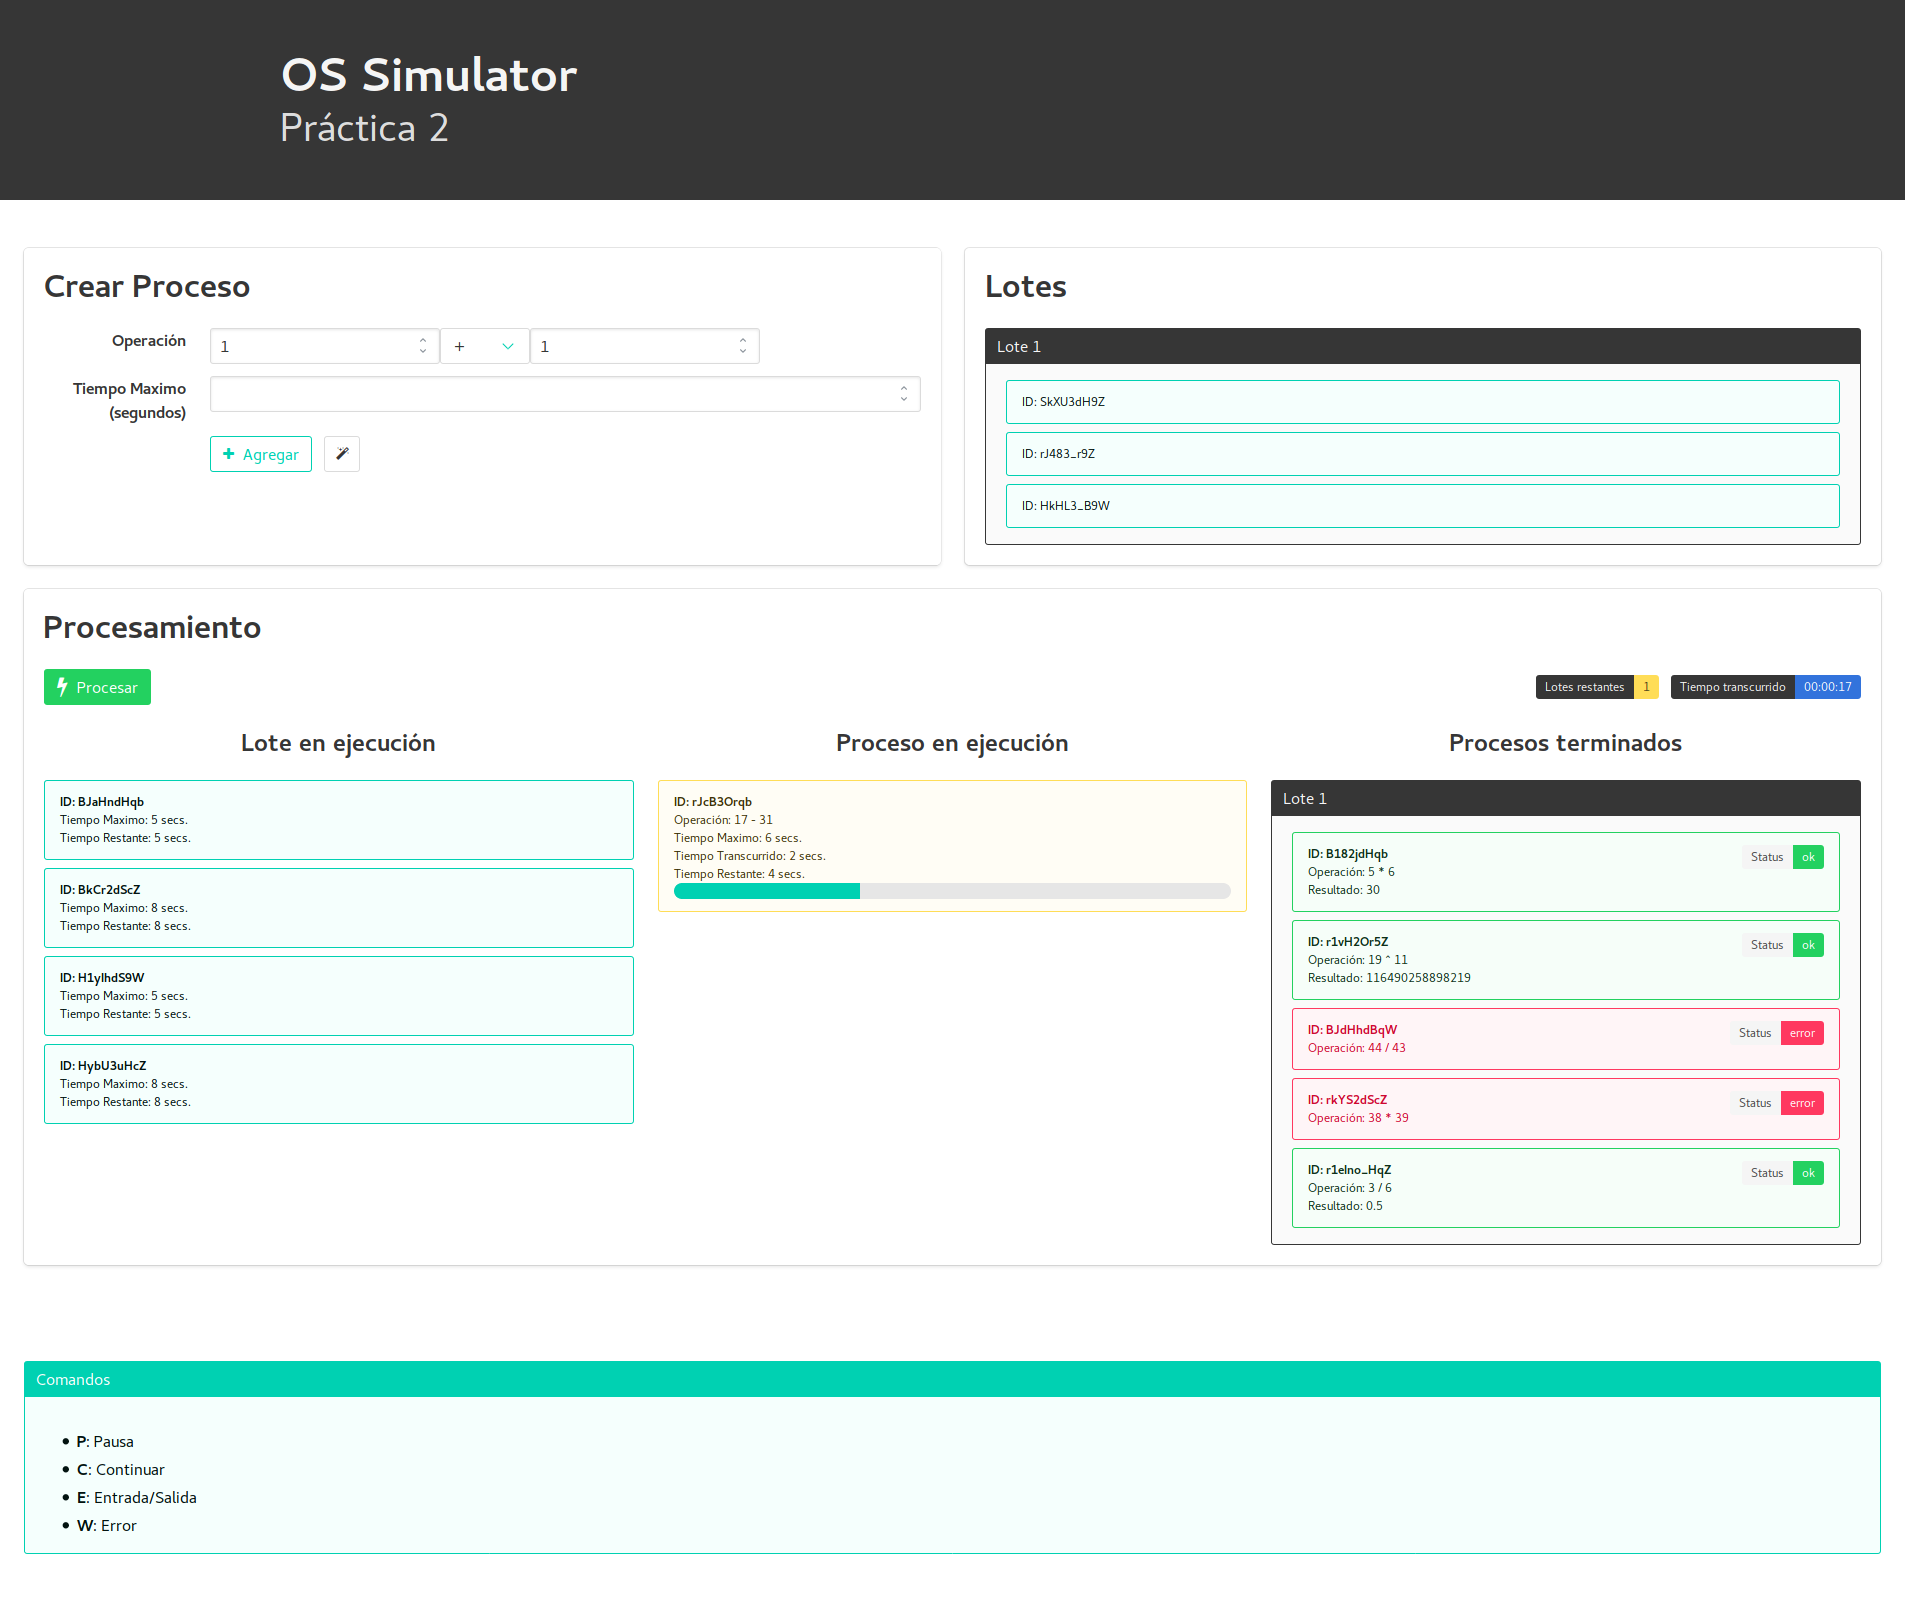 OS Simulator
Práctica 2
Crear Proceso
Operación
1
+
1
Tiempo Maximo
(segundos)
Agregar
Lotes
Lote 1
ID: SkXU3dH9Z
ID: rJ483_r9Z
ID: HkHL3_B9W
Procesamiento
Procesar
Lotes restantes 1
Tiempo transcurrido 00:00:17
Lote en ejecución
ID: BJaHndHqb
Tiempo Maximo: 5 secs.
Tiempo Restante: 5 secs.
ID: BkCr2dScZ
Tiempo Maximo: 8 secs.
Tiempo Restante: 8 secs.
ID: H1ylhdS9W
Tiempo Maximo: 5 secs.
Tiempo Restante: 5 secs.
ID: HybU3uHcZ
Tiempo Maximo: 8 secs.
Tiempo Restante: 8 secs.
Proceso en ejecución
ID: rJcB3Orqb
Operación: 17 - 31
Tiempo Maximo: 6 secs.
Tiempo Transcurrido: 2 secs.
Tiempo Restante: 4 secs.
Procesos terminados
Lote 1
ID: B182jdHqb
Status ok
Operación: 5 * 6
Resultado: 30
ID: r1vH2Or5Z
Status ok
Operación: 19 ^ 11
Resultado: 116490258898219
ID: BJdHhdBqW
Status error
Operación: 44 / 43
ID: rkYS2dScZ
Status error
Operación: 38 * 39
ID: r1elno_HqZ
Status ok
Operación: 3 / 6
Resultado: 0.5
Comandos
• P: Pausa
• C: Continuar
• E: Entrada/Salida
• W: Error